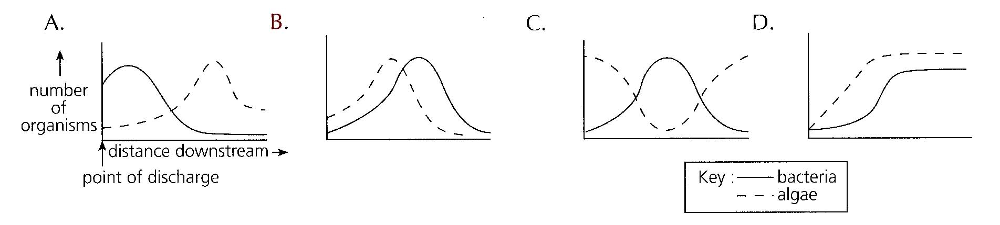 A.
B.
C.
D.
number
of
organisms
distance downstream
point of discharge
Key : bacteria
algae